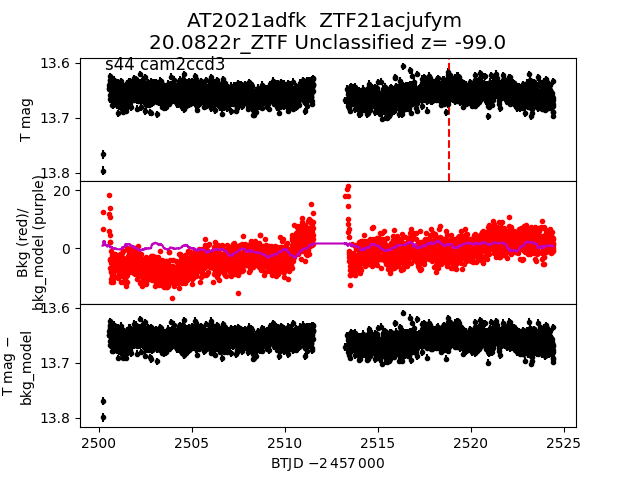 AT2021adfk  ZTF21acjufym
20.0822r_ZTF Unclassified z= -99.0
s44 cam2ccd3
13.6
13.7
13.8
T mag
20
0
Bkg (red)/
bkg_model (purple)
13.6
13.7
13.8
T mag −
bkg_model
2500 2505 2510 2515 2520 2525
BTJD −2 457 000